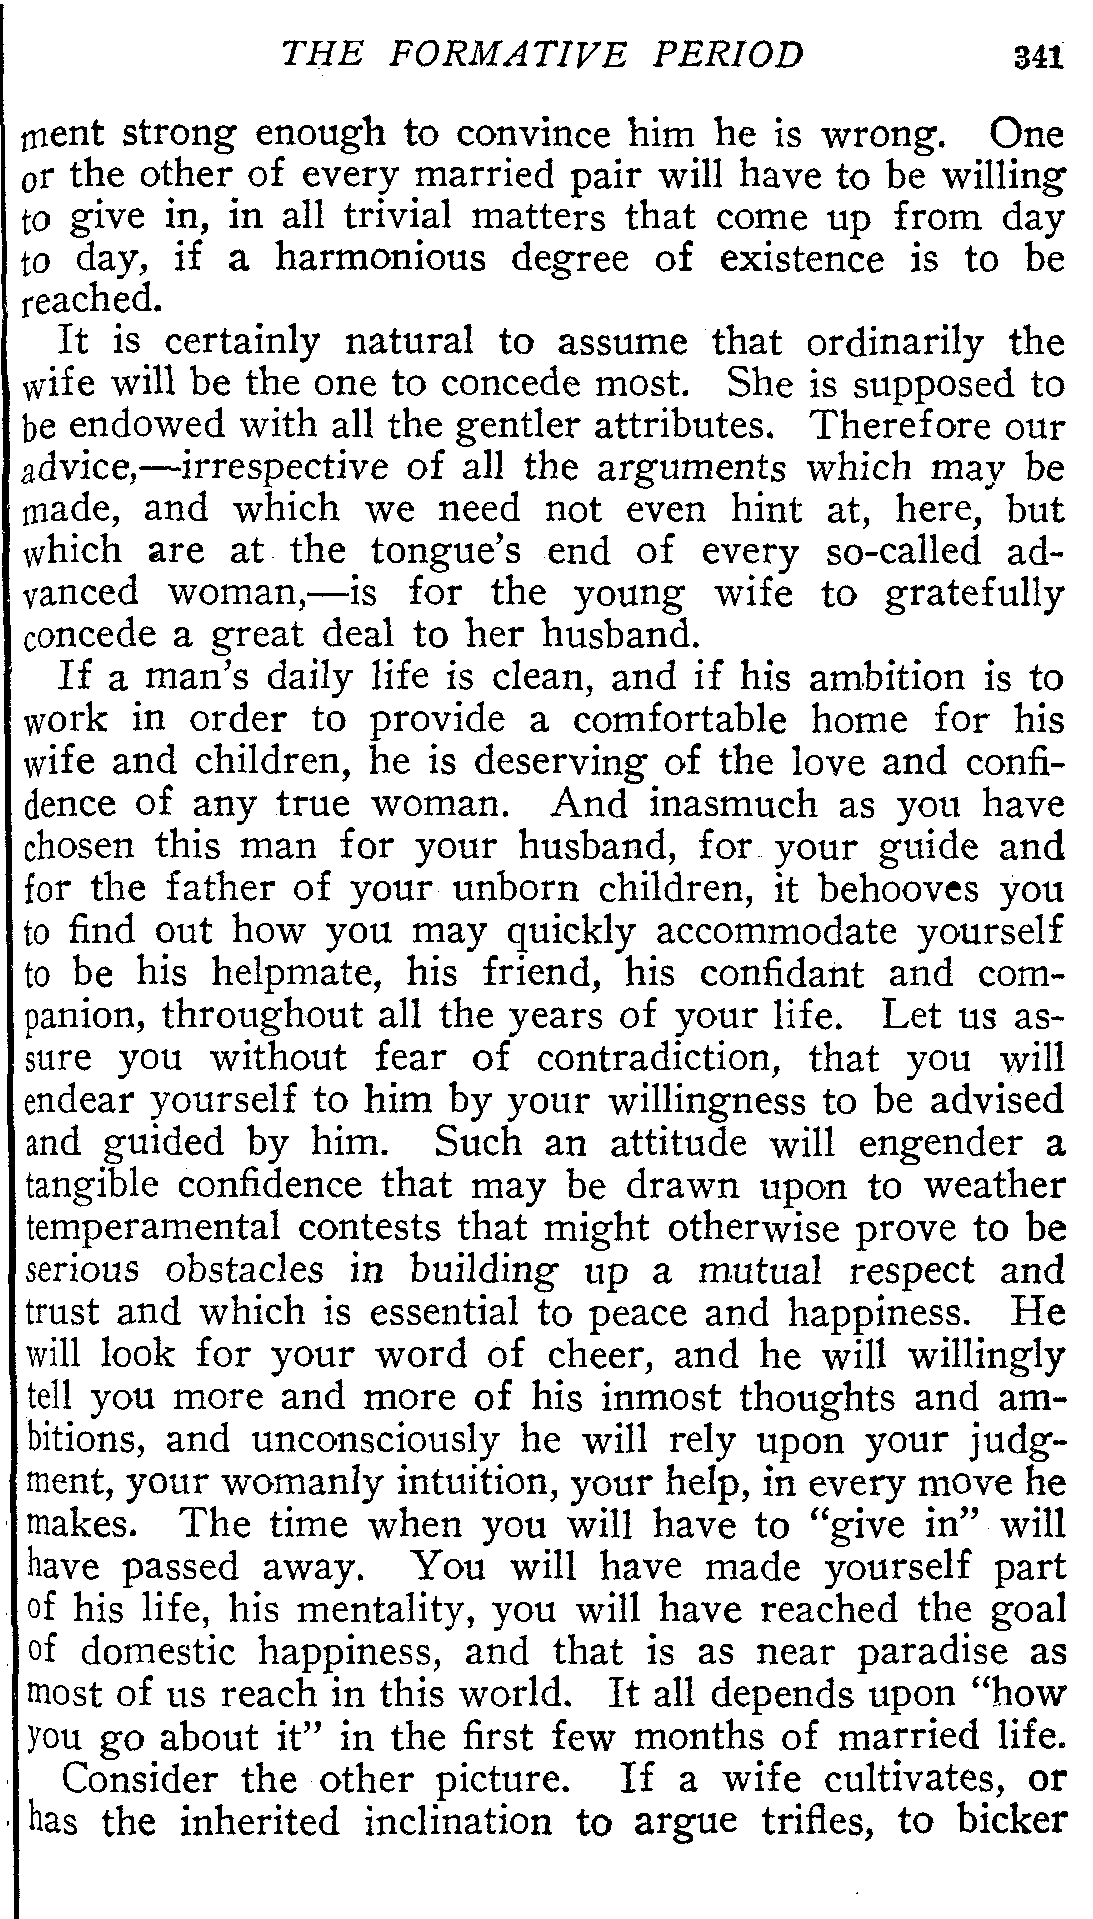 THE FORMATIVE PERIOD 341
ment strong enough to convince him he is wrong. One
or the other of every married pair will have to be willing
to give in, in all trivial matters that come up from day
to day, if a harmonious degree of existence is to be
reached.
It is certainly natural to assume that ordinarily the
wife will be the one to concede most. She is supposed to
be endowed with all the gentler attributes. Therefore our
advice,—irrespective of all the arguments which may be
made, and which we need not even hint at, here, but
which are at the tongue's end of every so-called ad-
vanced woman,—is for the young wife to gratefully
concede a great deal to her husband.
If a man's daily life is clean, and if his ambition is to
work in order to provide a comfortable home for his
wife and children, he is deserving of the love and confi-
dence of any true woman. And inasmuch as you have
chosen this man for your husband, for your guide and
for the father of your unborn children, it behooves you
to find out how you may quickly accommodate yourself
to be his helpmate, his friend, his confidant and com-
panion, throughout all the years of your life. Let us as-
sure you without fear of contradiction, that you will
endear yourself to him by your willingness to be advised
and guided by him. Such an attitude will engender a
tangible confidence that may be drawn upon to weather
temperamental contests that might otherwise prove to be
serious obstacles in building up a mutual respect and
trust and which is essential to peace and happiness. He
will look for your word of cheer, and he will willingly
tell you more and more of his inmost thoughts and am-
bitions, and unconsciously he will rely upon your judg-
ment, your womanly intuition, your help, in every move he
makes. The time when you will have to "give in" will
have passed away. You will have made yourself part
of his life, his mentality, you will have reached the goal
of domestic happiness, and that is as near paradise as
most of us reach in this world. It all depends upon "how
you go about it" in the first few months of married life.
Consider the other picture. If a wife cultivates, or
has the inherited inclination to argue trifles, to bicker